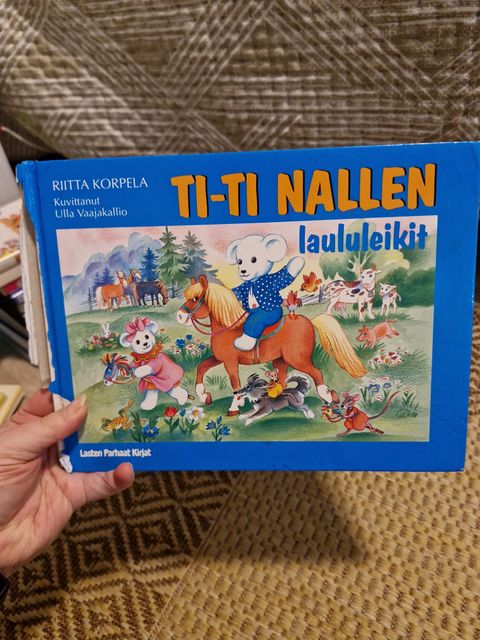 RIITTA KORPELA
Kuvittanut
Ulla Vaajakallio
TI-TI NALLEN
laululeikit
Lasten Parhaat Kirjat